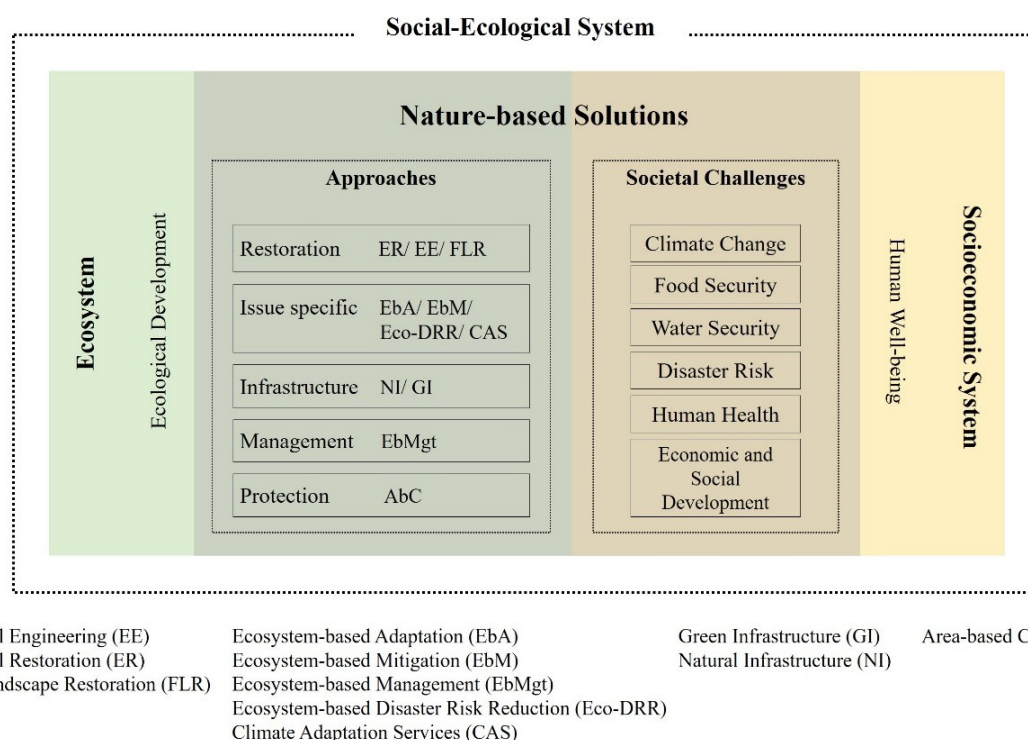 Social-Ecological System
Nature-based Solutions
Ecosystem
Ecological Development
Approaches
Restoration ER/ EE/ FLR
Issue specific EbA/ EbM/
Eco-DRR/ CAS
Infrastructure NI/ GI
Management EbMgt
Protection AbC
Societal Challenges
Climate Change
Food Security
Water Security
Disaster Risk
Human Health
Economic and
Social
Development
Human Well-being
Socioeconomic System
Engineering (EE)
Restoration (ER)
Restoration (FLR)
Ecosystem-based Adaptation (EbA)
Ecosystem-based Mitigation (EbM)
Ecosystem-based Management (EbMgt)
Ecosystem-based Disaster Risk Reduction (Eco-DRR)
Climate Adaptation Services (CAS)
Green Infrastructure (GI)
Natural Infrastructure (NI)
Area-based